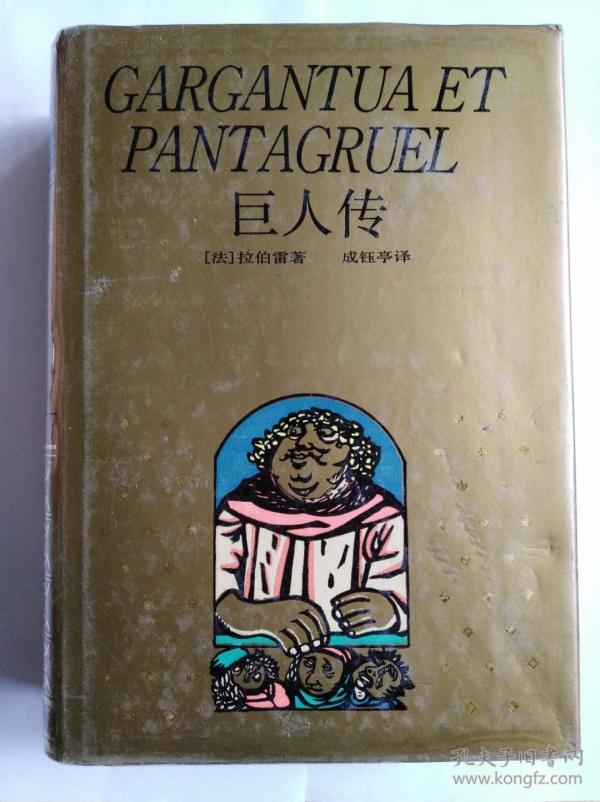 GARGANTUA ET
PANTAGRUEL
巨人传
[法]拉伯雷著 成钰亭译
孔夫子旧书网
www.kongfz.com